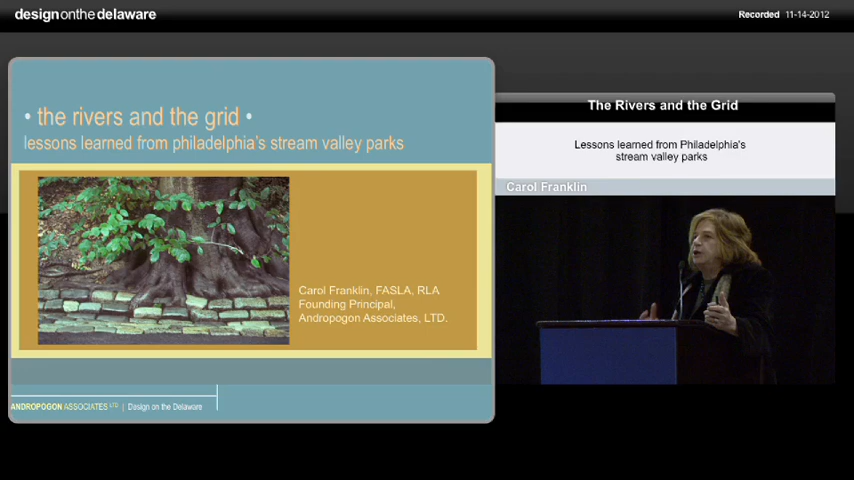 designonthedelaware
Recorded 11-14-2012
• the rivers and the grid •
lessons learned from philadelphia's stream valley parks
Carol Franklin, FASLA, RLA
Founding Principal,
Andropogon Associates, LTD.
ANDROPOGON ASSOCIATES LTD | Design on the Delaware
The Rivers and the Grid
Lessons learned from Philadelphia's
stream valley parks
Carol Franklin